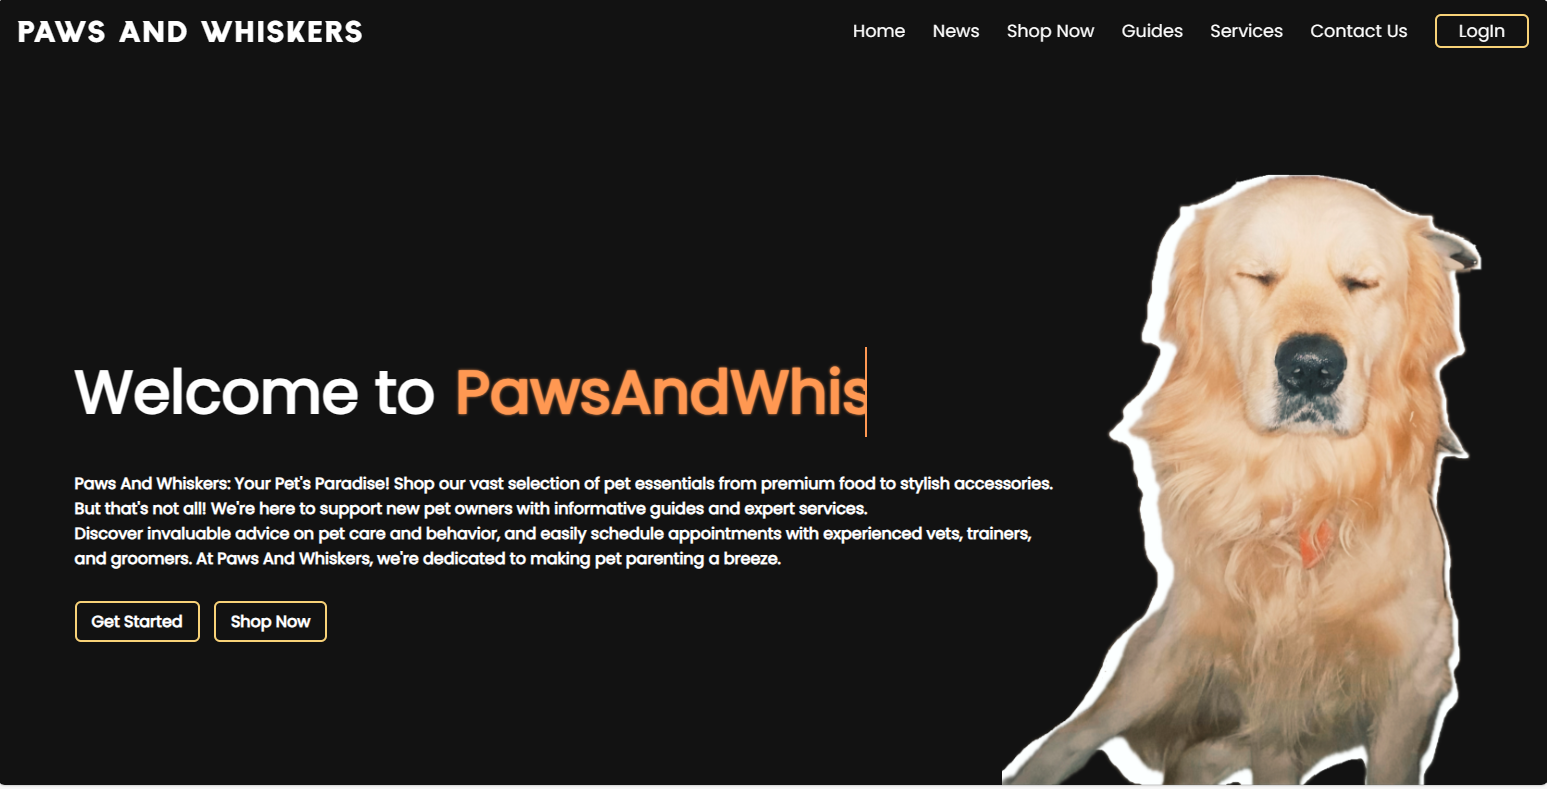 PAWS AND WHISKERS
Home News Shop Now Guides Services Contact Us LogIn
Welcome to PawsAndWhis
Paws And Whiskers: Your Pet's Paradise! Shop our vast selection of pet essentials from premium food to stylish accessories.
But that's not all! We're here to support new pet owners with informative guides and expert services.
Discover invaluable advice on pet care and behavior, and easily schedule appointments with experienced vets, trainers,
and groomers. At Paws And Whiskers, we're dedicated to making pet parenting a breeze.
Get Started Shop Now